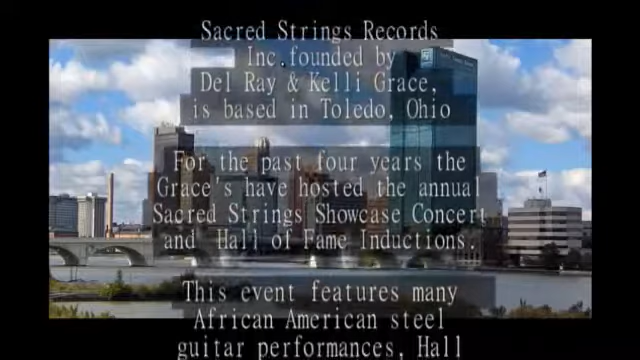 Sacred Strings Records
Inc.founded by
Del Ray & Kelli Grace,
is based in Toledo, Ohio
For the past four years the
Grace's have hosted the annual
Sacred Strings Showcase Concert
and Hall of Fame Inductions.
This event features many
African American steel
guitar performances, Hall